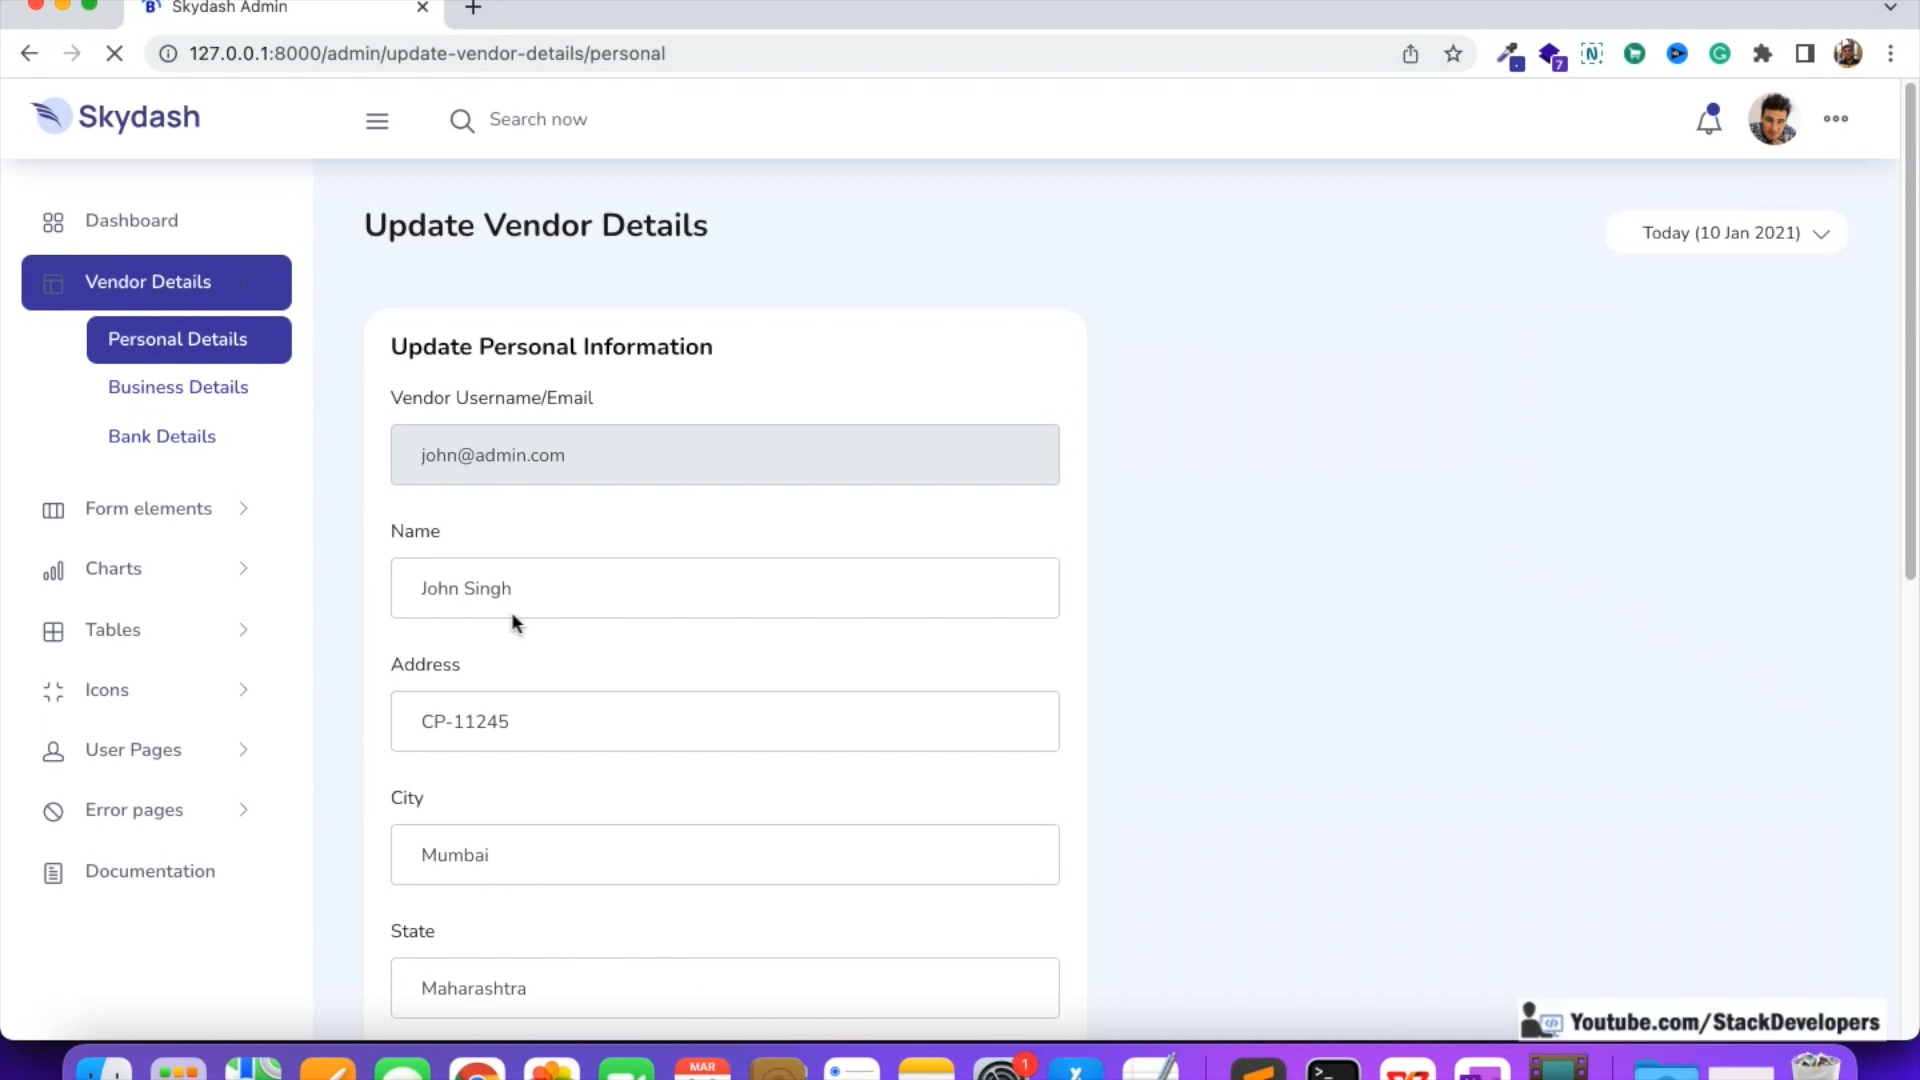 Skydash Admin
127.0.0.1:8000/admin/update-vendor-details/personal
7
Skydash
Search now
Dashboard
Vendor Details
Personal Details
Business Details
Bank Details
Form elements
Charts
Tables
Icons
User Pages
Error pages
Documentation
Update Vendor Details
Today (10 Jan 2021)
Update Personal Information
Vendor Username/Email
john@admin.com
Name
John Singh
Address
CP-11245
City
Mumbai
State
Maharashtra
Youtube.com/StackDevelopers
MAR
1